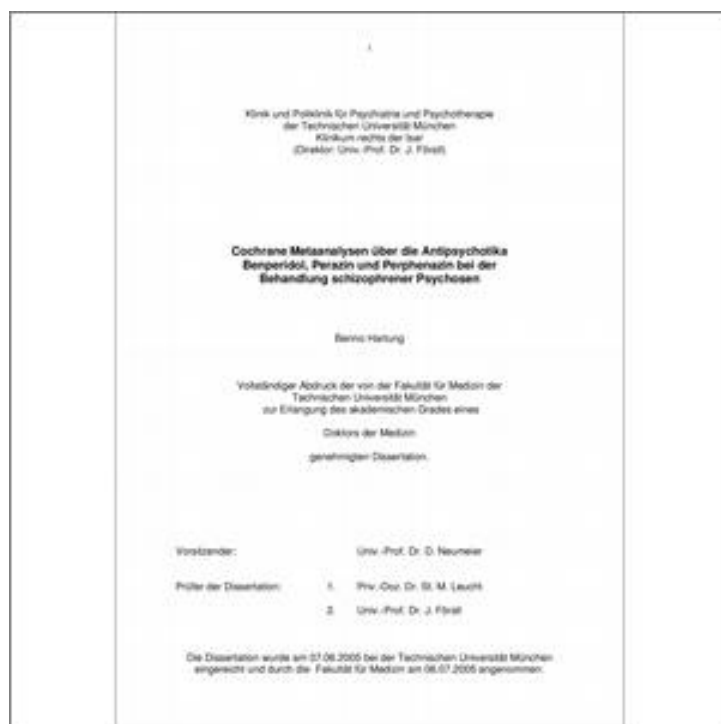 Klinik und Poliklinik für Psychiatrie und Psychotherapie
der Technischen Universität München
Klinikum rechts der Isar
(Direktor: Univ.-Prof. Dr. J. Förstl)
Cochrane Metaanalysen über die Antipsychotika
Benperidol, Perazin und Perphenazin bei der
Behandlung schizophrener Psychosen
Benno Hartung
Vollständiger Abdruck der von der Fakultät für Medizin der
Technischen Universität München
zur Erlangung des akademischen Grades eines
Doktors der Medizin
genehmigten Dissertation.
Vorsitzender: Univ.-Prof. Dr. D. Neumeier
Prüfer der Dissertation: 1. Priv.-Doz. Dr. St. M. Leucht
2. Univ.-Prof. Dr. J. Förstl
Die Dissertation wurde am 07.06.2005 bei der Technischen Universität München
eingereicht und durch die Fakultät für Medizin am 06.07.2005 angenommen.